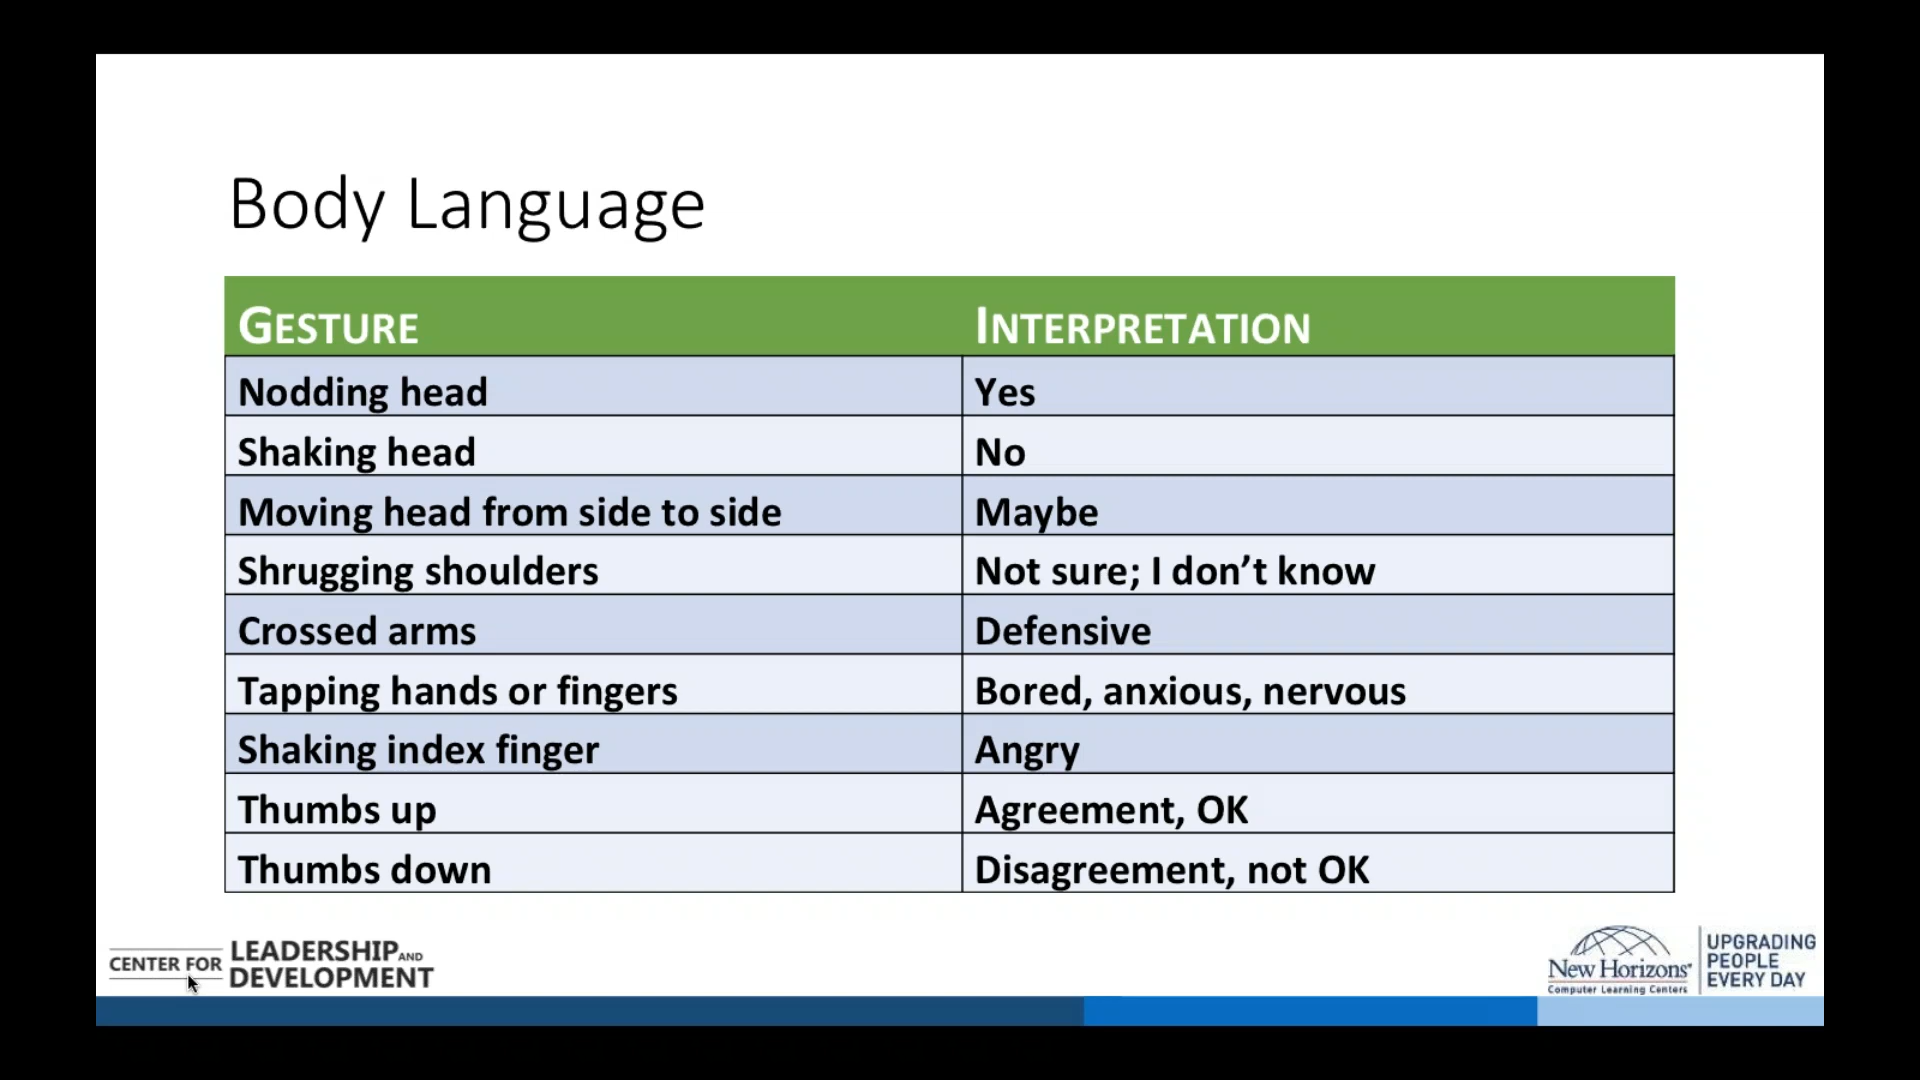 Body Language
GESTURE INTERPRETATION
Nodding head Yes
Shaking head No
Moving head from side to side Maybe
Shrugging shoulders Not sure; I don’t know
Crossed arms Defensive
Tapping hands or fingers Bored, anxious, nervous
Shaking index finger Angry
Thumbs up Agreement, OK
Thumbs down Disagreement, not OK
CENTER FOR LEADERSHIP AND DEVELOPMENT
New Horizons®
Computer Learning Centers
UPGRADING
PEOPLE
EVERY DAY